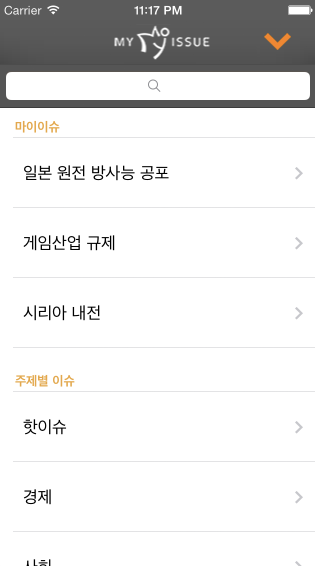 Carrier 11:17 PM
MY ISSUE
마이이슈
일본 원전 방사능 공포
게임산업 규제
시리아 내전
주제별 이슈
핫이슈
경제
사회